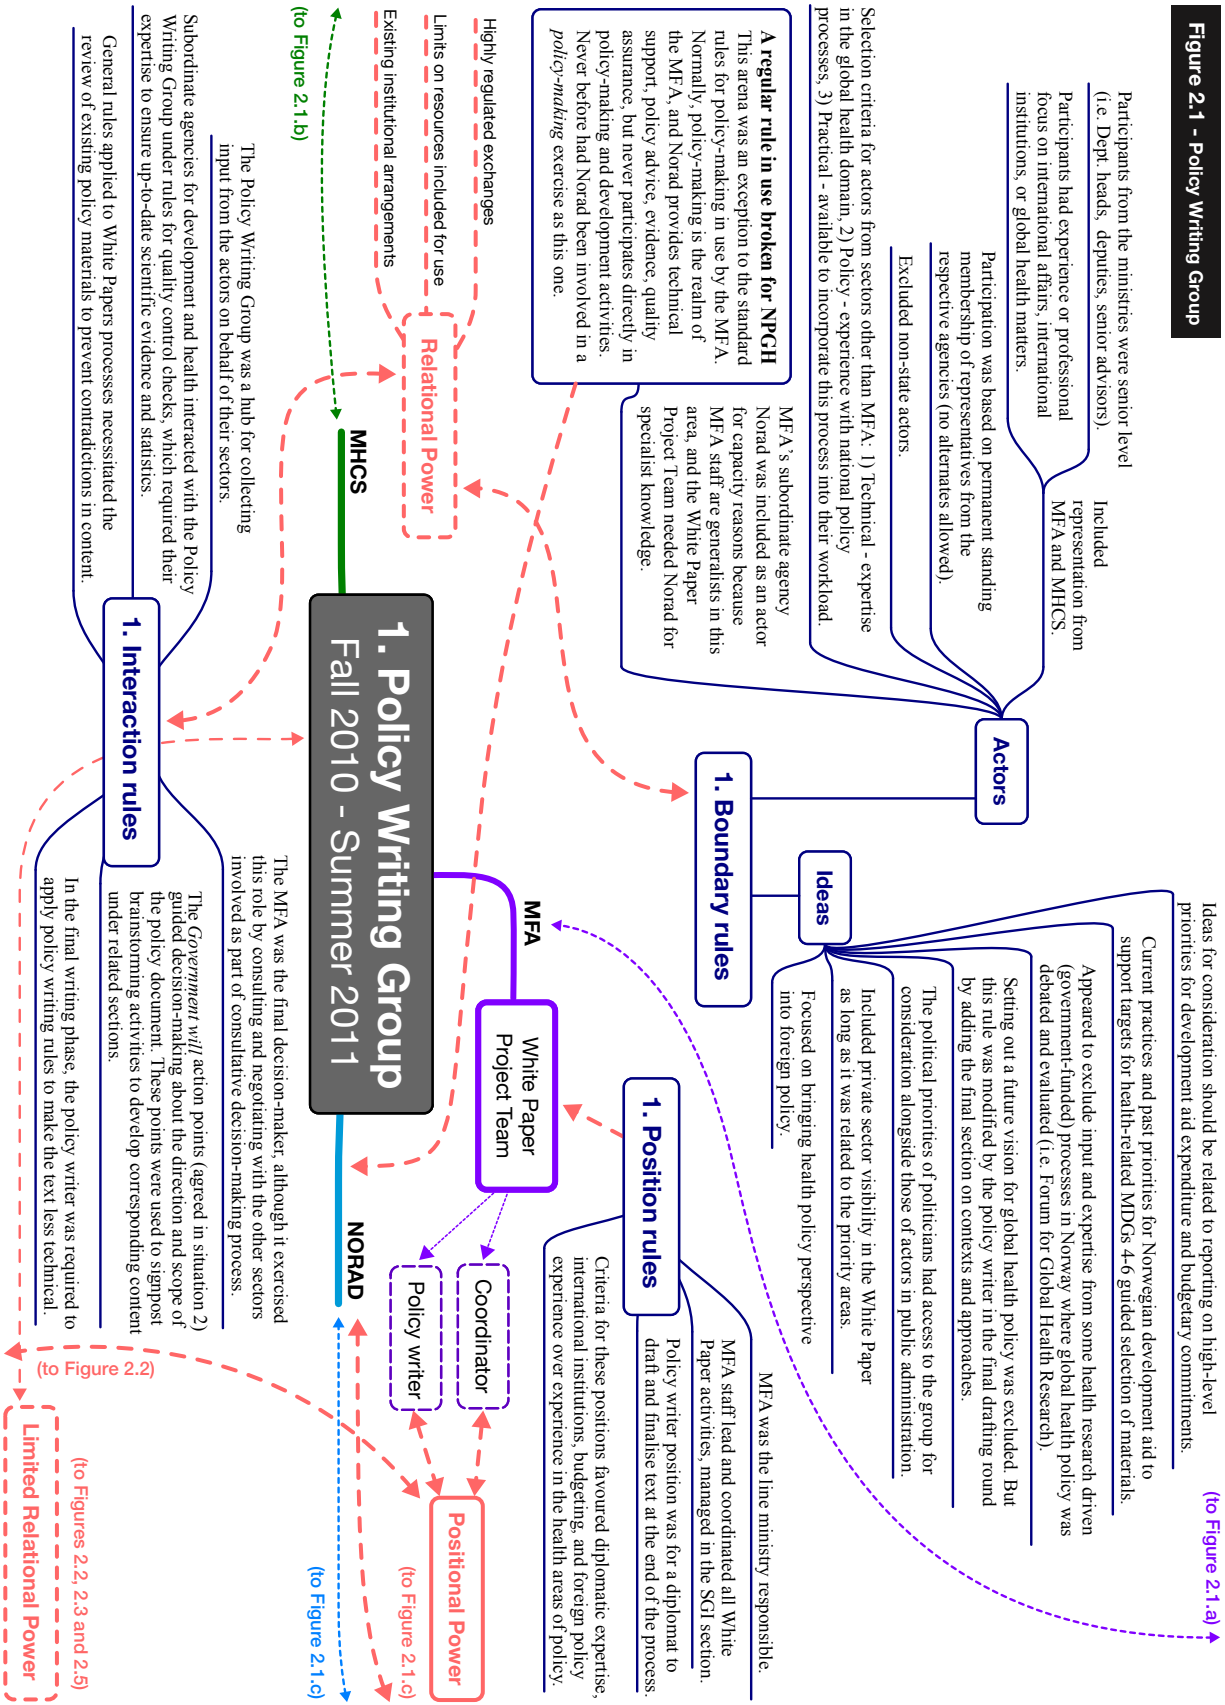 Figure 2.1 - Policy Writing Group
Participants from the ministries were senior level
(i.e. Dept. heads, deputies, senior advisors).
Participants had experience or professional
focus on international affairs, international
institutions, or global health matters.
Included
representation from
MFA and MHCS.
Participation was based on permanent standing
membership of representatives from the
respective agencies (no alternates allowed).
Excluded non-state actors.
Selection criteria for actors from sectors other than MFA: 1) Technical - expertise
in the global health domain, 2) Policy - experience with national policy
processes, 3) Practical - available to incorporate this process into their workload.
A regular rule in use broken for NPGH
This arena was an exception to the standard
rules for policy-making in use by the MFA.
Normally, policy-making is the realm of
the MFA, and Norad provides technical
support, policy advice, evidence, quality
assurance, but never participates directly in
policy-making and development activities.
Never before had Norad been involved in a
policy-making exercise as this one.
MFA's subordinate agency
Norad was included as an actor
for capacity reasons because
MFA staff are generalists in this
area, and the White Paper
Project Team needed Norad for
specialist knowledge.
Actors
Ideas
1. Boundary rules
Ideas for consideration should be related to reporting on high-level
priorities for development aid expenditure and budgetary commitments.
Current practices and past priorities for Norwegian development aid to
support targets for health-related MDGs 4-6 guided selection of materials.
Appeared to exclude input and expertise from some health research driven
(government-funded) processes in Norway where global health policy was
debated and evaluated (i.e. Forum for Global Health Research).
Setting out a future vision for global health policy was excluded. But
this rule was modified by the policy writer in the final drafting round
by adding the final section on contexts and approaches.
The political priorities of politicians had access to the group for
consideration alongside those of actors in public administration.
Included private sector visibility in the White Paper
as long as it was related to the priority areas.
Focused on bringing health policy perspective
into foreign policy.
(to Figure 2.1.a)
1. Position rules
MFA was the line ministry responsible.
MFA staff lead and coordinated all White
Paper activities, managed in the SGI section.
Policy writer position was for a diplomat to
draft and finalise text at the end of the process.
Criteria for these positions favoured diplomatic expertise,
international institutions, budgeting, and foreign policy
experience over experience in the health areas of policy.
Highly regulated exchanges
Limits on resources included for use
Existing institutional arrangements
Relational Power
(to Figure 2.1.b)
MHCS
1. Policy Writing Group
Fall 2010 - Summer 2011
MFA
White Paper
Project Team
Coordinator
Policy writer
NORAD
Positional Power
(to Figure 2.1.c)
(to Figure 2.1.c)
The Policy Writing Group was a hub for collecting
input from the actors on behalf of their sectors.
Subordinate agencies for development and health interacted with the Policy
Writing Group under rules for quality control checks, which required their
expertise to ensure up-to-date scientific evidence and statistics.
General rules applied to White Papers processes necessitated the
review of existing policy materials to prevent contradictions in content.
1. Interaction rules
The MFA was the final decision-maker, although it exercised
this role by consulting and negotiating with the other sectors
involved as part of consultative decision-making process.
The Government will action points (agreed in situation 2)
guided decision-making about the direction and scope of
the policy document. These points were used to signpost
brainstorming activities to develop corresponding content
under related sections.
In the final writing phase, the policy writer was required to
apply policy writing rules to make the text less technical.
(to Figure 2.2)
(to Figures 2.2, 2.3 and 2.5)
Limited Relational Power